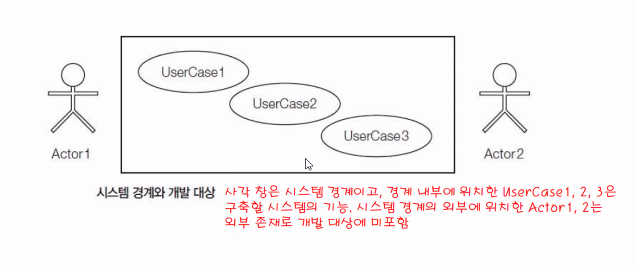 UserCase1
UserCase2
UserCase3
Actor1
Actor2
시스템 경계와 개발 대상
사각 창은 시스템 경계이고, 경계 내부에 위치한 UserCase1, 2, 3은
구축할 시스템의 기능. 시스템 경계의 외부에 위치한 Actor1, 2는
외부 존재로 개발 대상에 미포함